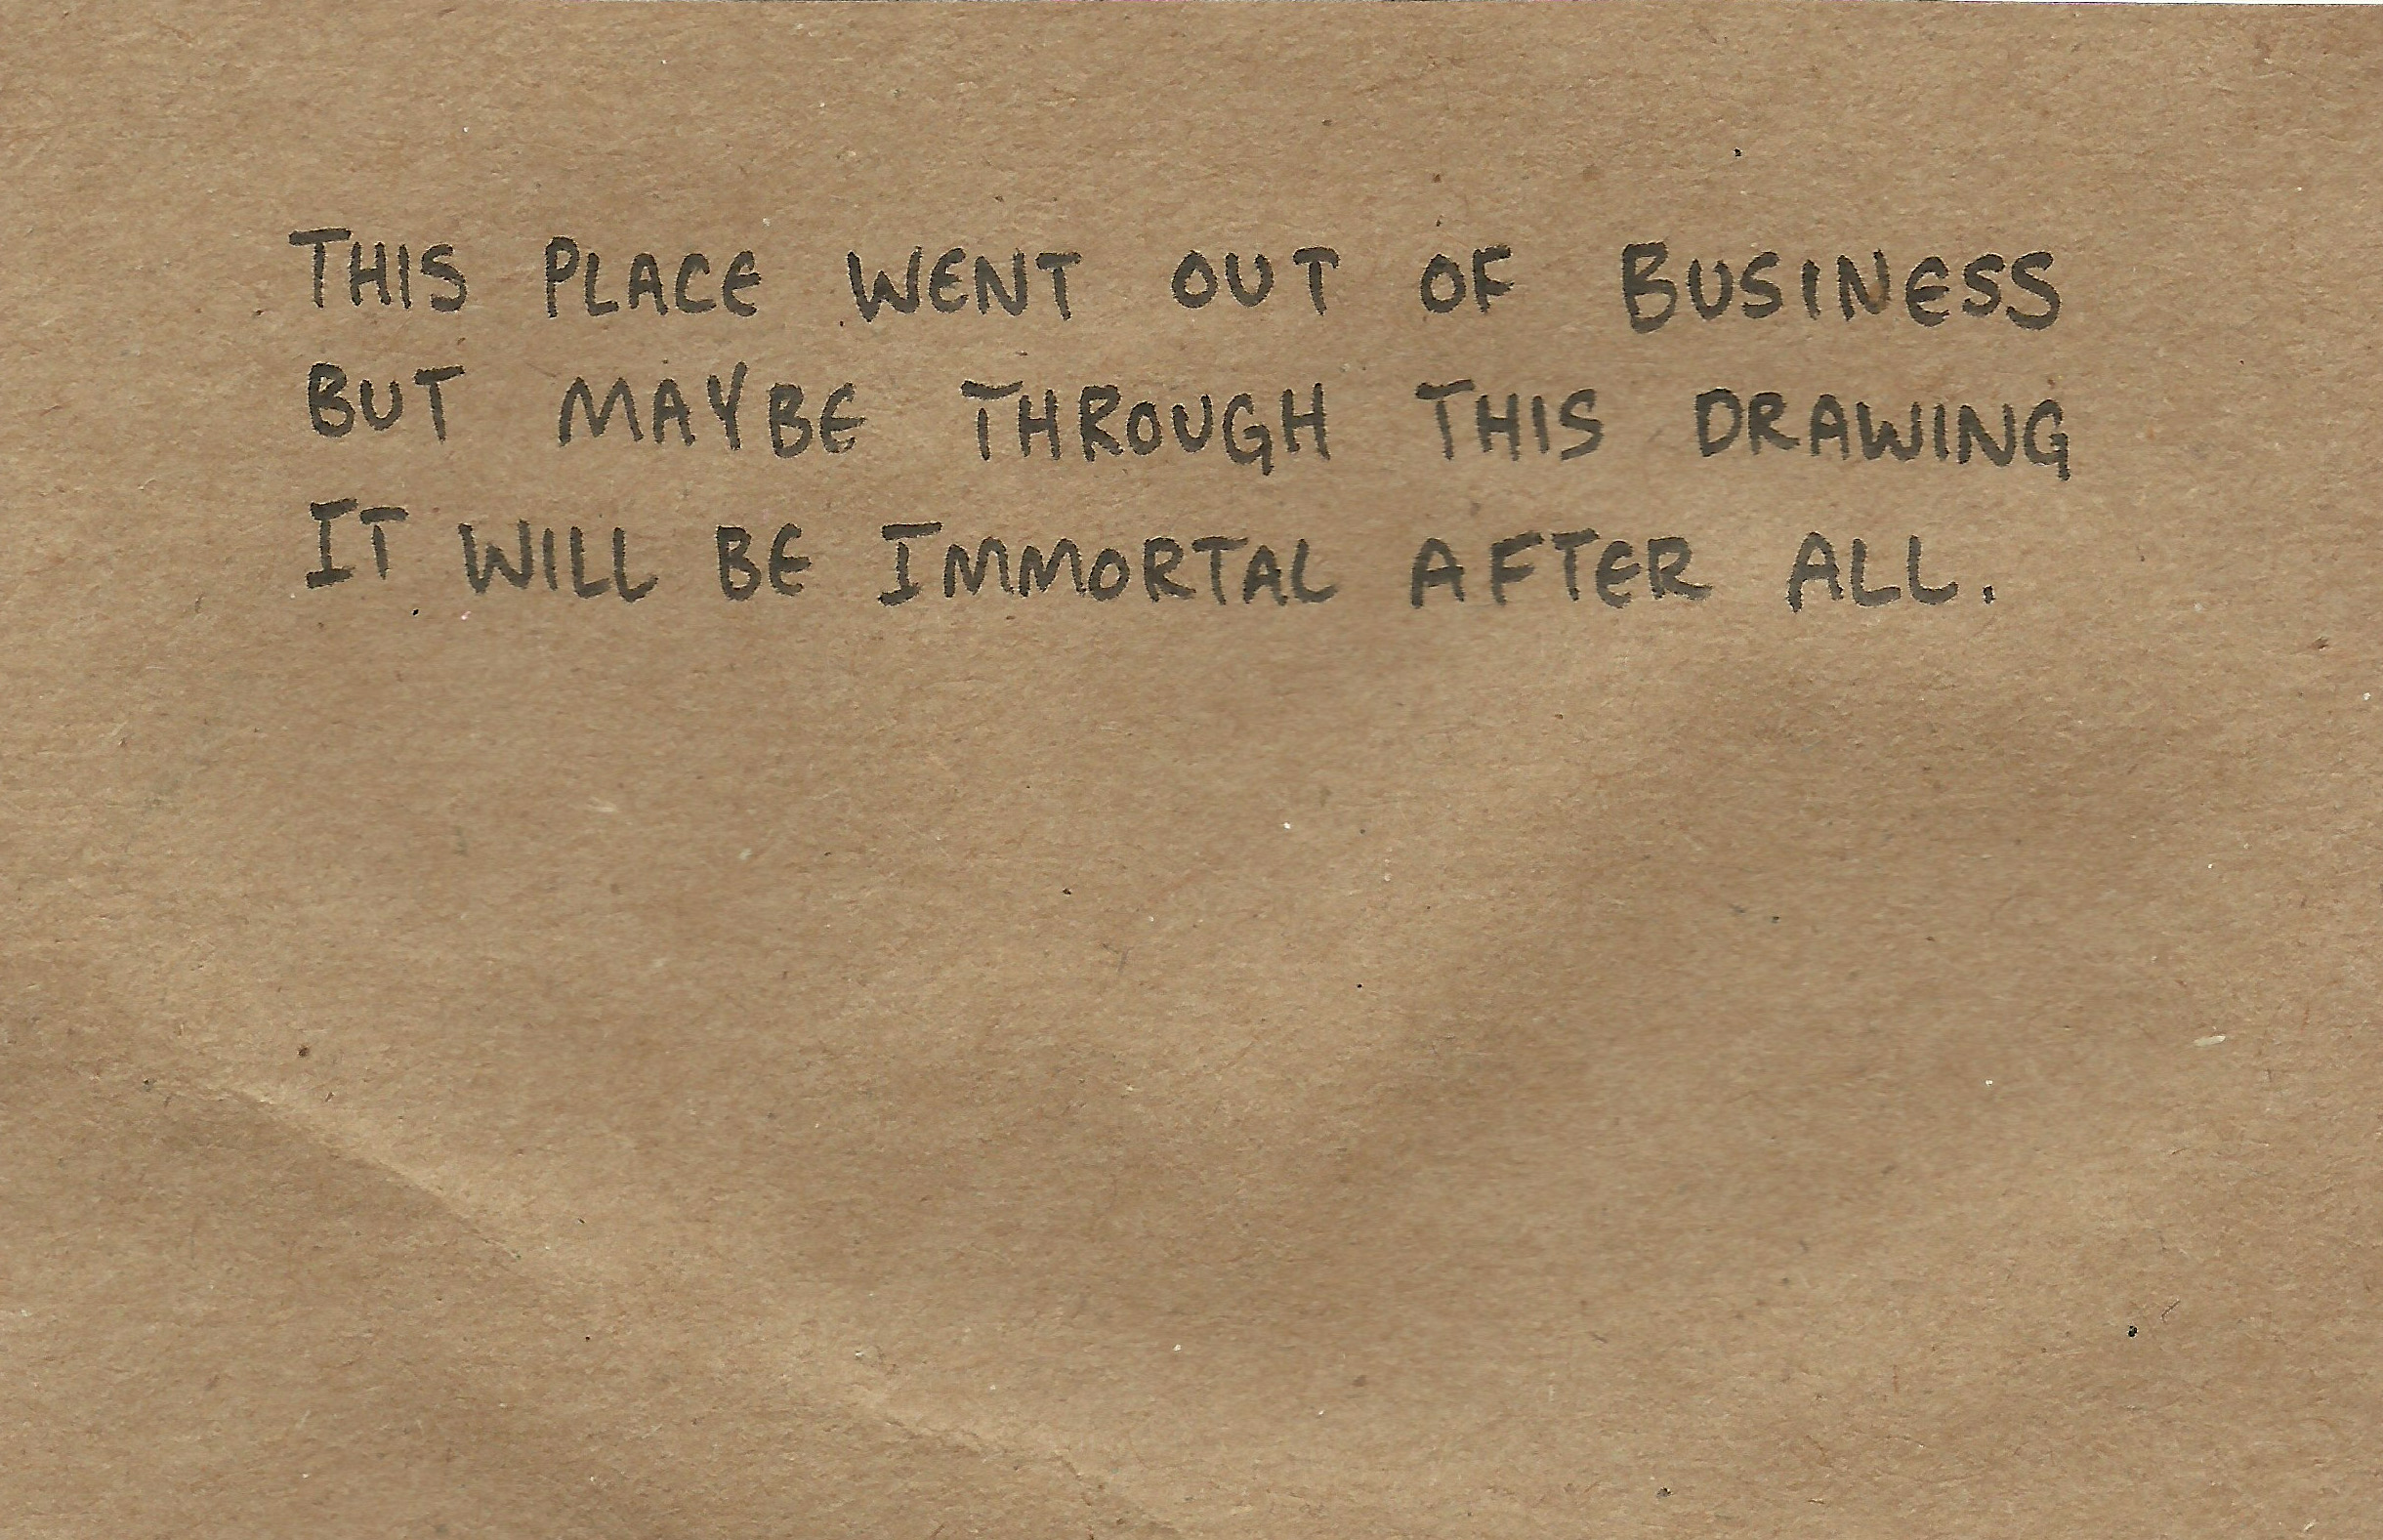 THIS PLACE WENT OUT OF BUSINESS
BUT MAYBE THROUGH THIS DRAWING
IT WILL BE IMMORTAL AFTER ALL.